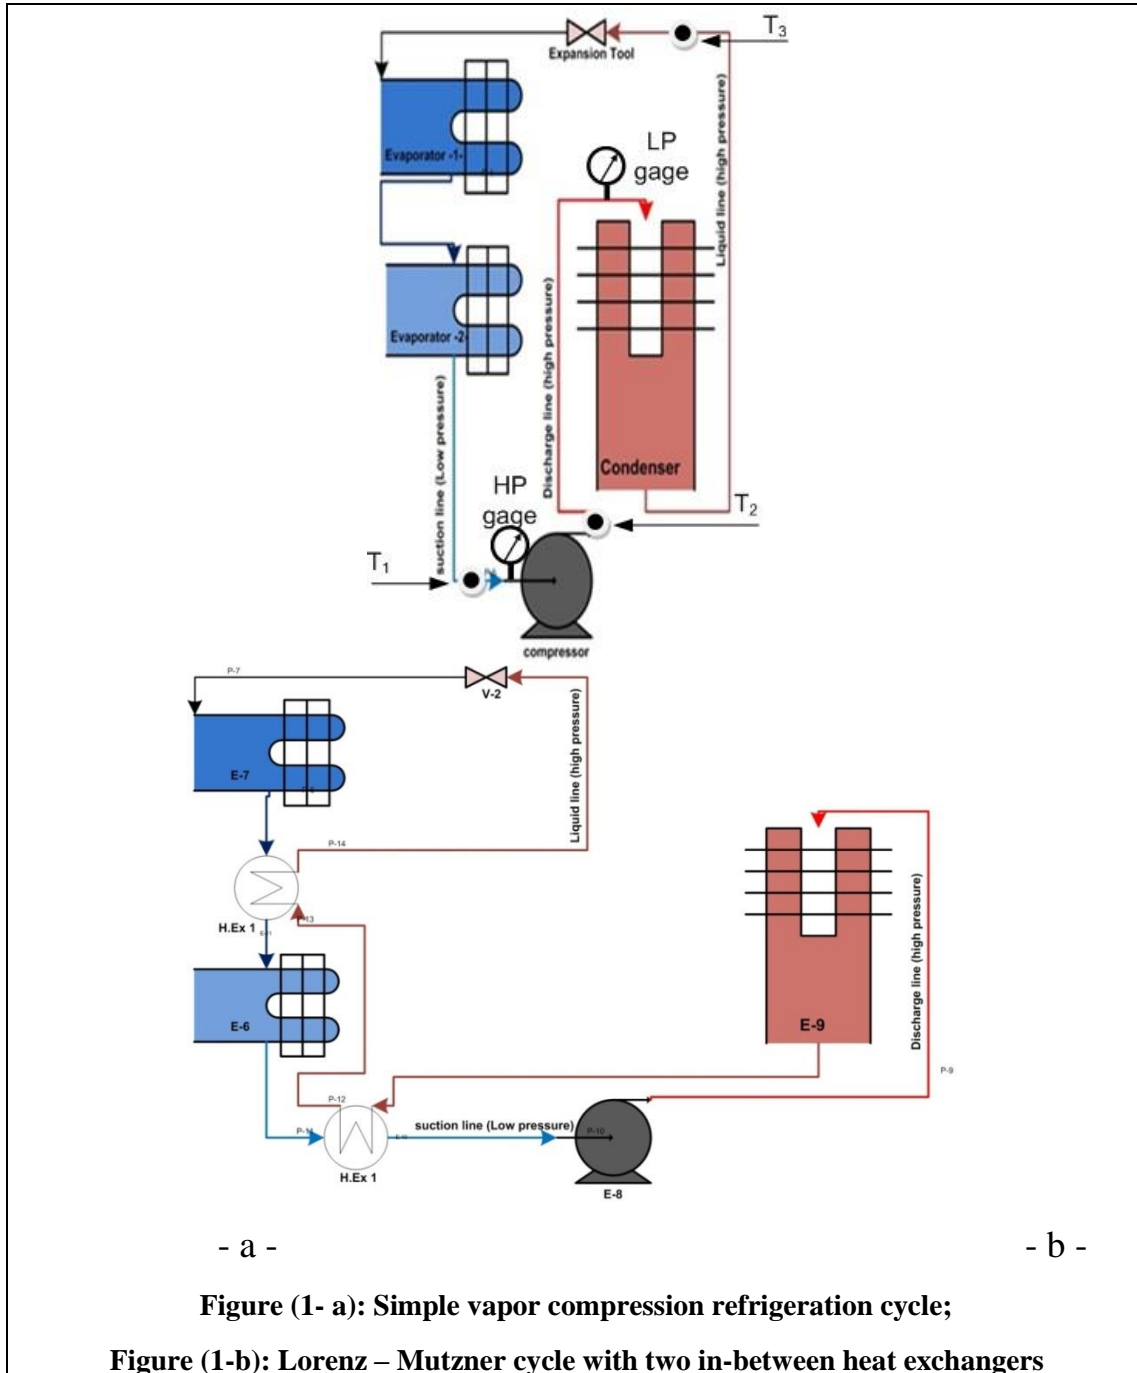 T3
Expansion Tool
LP
gage
Evaporator -1-
Liquid line (high pressure)
Evaporator -2-
Discharge line (high pressure)
suction line (Low pressure)
Condenser
HP
gage
T2
T1
compressor
P-7
V-2
Liquid line (high pressure)
E-7
P-14
H.Ex 1
E-6
E-9
Discharge line (high pressure)
P-9
P-12
suction line (Low pressure)
P-10
H.Ex 1
E-8
- a -
- b -
Figure (1- a): Simple vapor compression refrigeration cycle;
Figure (1-b): Lorenz – Mutzner cycle with two in-between heat exchangers